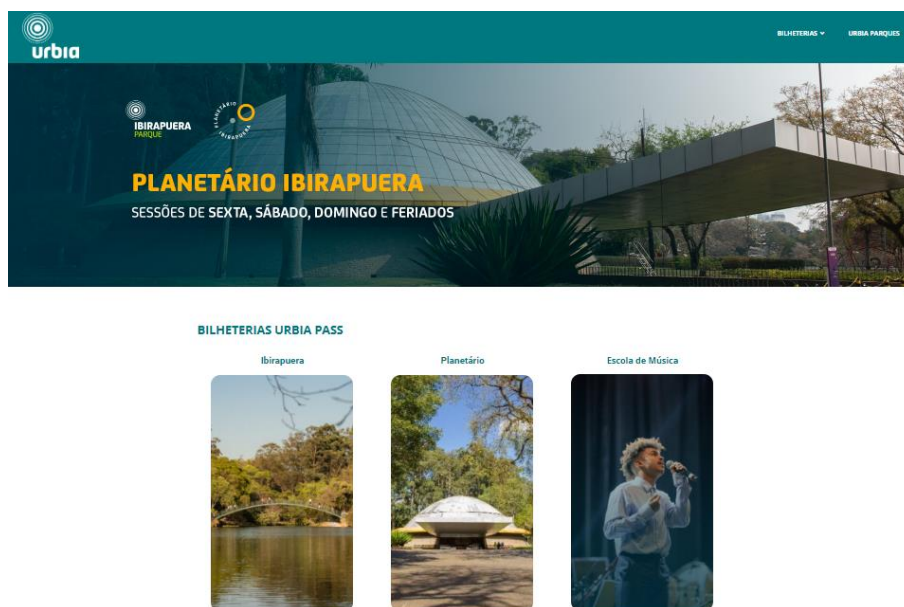 urbia
BILHETERIAS
URBIA PARQUES
IBIRAPUERA
PARQUE
PLANETÁRIO
IBIRAPUERA
PLANETÁRIO IBIRAPUERA
SESSÕES DE SEXTA, SÁBADO, DOMINGO E FERIADOS
BILHETERIAS URBIA PASS
Ibirapuera
Planetário
Escola de Música